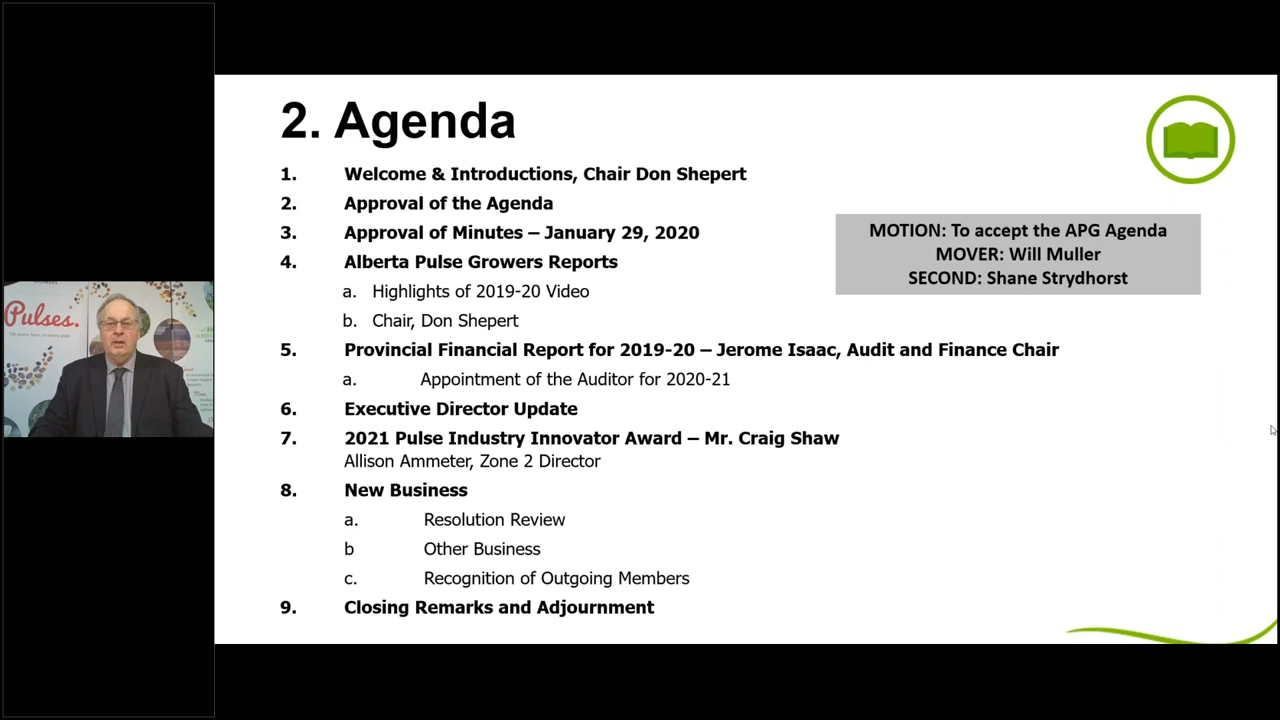 2. Agenda
1. Welcome & Introductions, Chair Don Shepert
2. Approval of the Agenda
3. Approval of Minutes – January 29, 2020
4. Alberta Pulse Growers Reports
a. Highlights of 2019-20 Video
b. Chair, Don Shepert
5. Provincial Financial Report for 2019-20 – Jerome Isaac, Audit and Finance Chair
a. Appointment of the Auditor for 2020-21
6. Executive Director Update
7. 2021 Pulse Industry Innovator Award – Mr. Craig Shaw
Allison Ammeter, Zone 2 Director
8. New Business
a. Resolution Review
b Other Business
c. Recognition of Outgoing Members
9. Closing Remarks and Adjournment
MOTION: To accept the APG Agenda
MOVER: Will Muller
SECOND: Shane Strydhorst
Pulses.